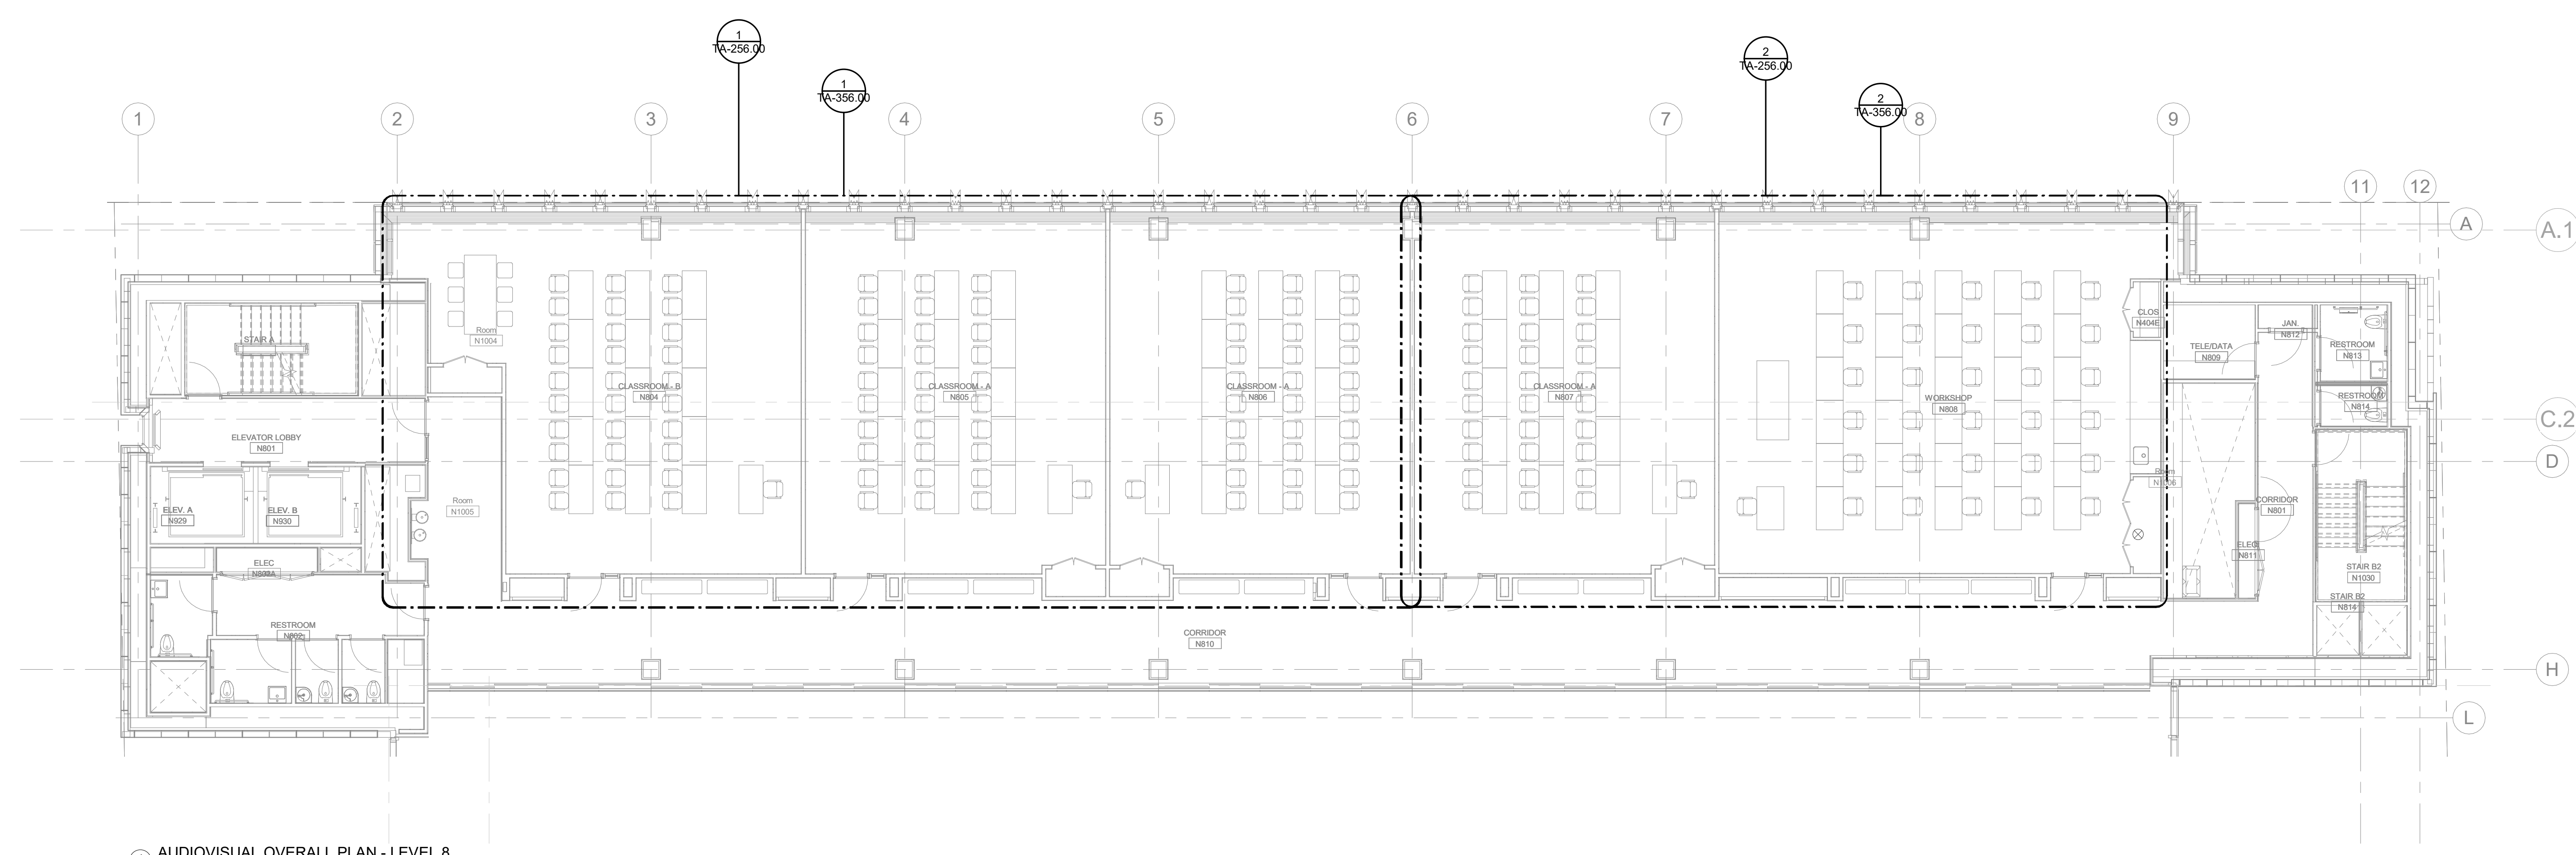 1
TA-256.00
1
TA-356.00
2
TA-256.00
2
TA-356.00
1
2
3
4
5
6
7
8
9
11
12
A
A.1
C.2
D
H
L
STAIR A
Room
N1004
CLASSROOM - B
N804
CLASSROOM - A
N805
CLASSROOM - A
N806
CLASSROOM - A
N807
WORKSHOP
N808
CLOS
N404E
TELE/DATA
N809
JAN.
N812
RESTROOM
N813
RESTROOM
N814
ELEVATOR LOBBY
N801
ELEV. A
N929
ELEV. B
N930
Room
N1005
Room
CORRIDOR
N801
ELEC
ELEC
N811
STAIR B2
N1030
STAIR B2
N814
RESTROOM
N802
CORRIDOR
N810
AUDIOVISUAL OVERALL PLAN - LEVEL 8